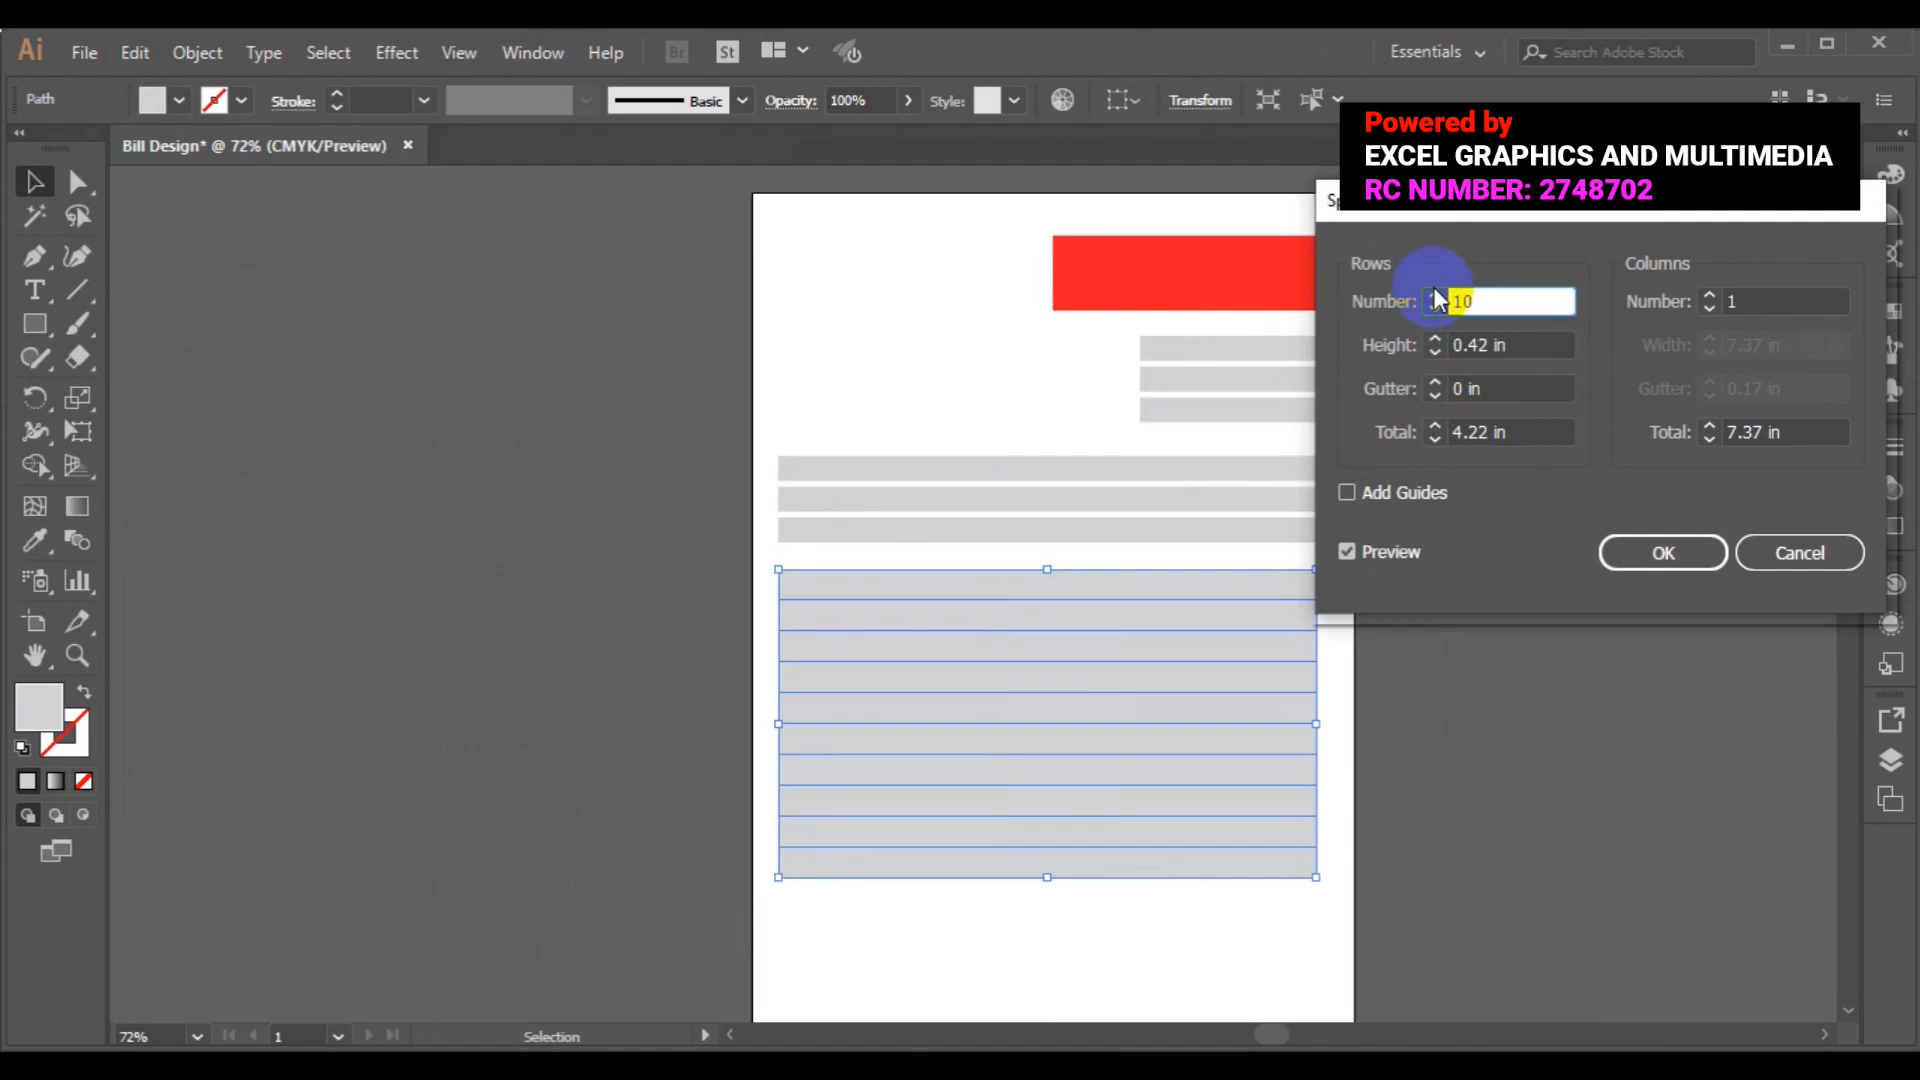 Ai File Edit Object Type Select Effect View Window Help Br St Essentials Search Adobe Stock
Path Stroke: Basic Opacity: 100% Style: Transform
Powered by
EXCEL GRAPHICS AND MULTIMEDIA
RC NUMBER: 2748702
Bill Design* @ 72% (CMYK/Preview)
Rows Columns
Number: 10 Number: 1
Height: 0.42 in Width: 7.37 in
Gutter: 0 in Gutter: 0.17 in
Total: 4.22 in Total: 7.37 in
Add Guides
Preview OK Cancel
72% 1 Selection